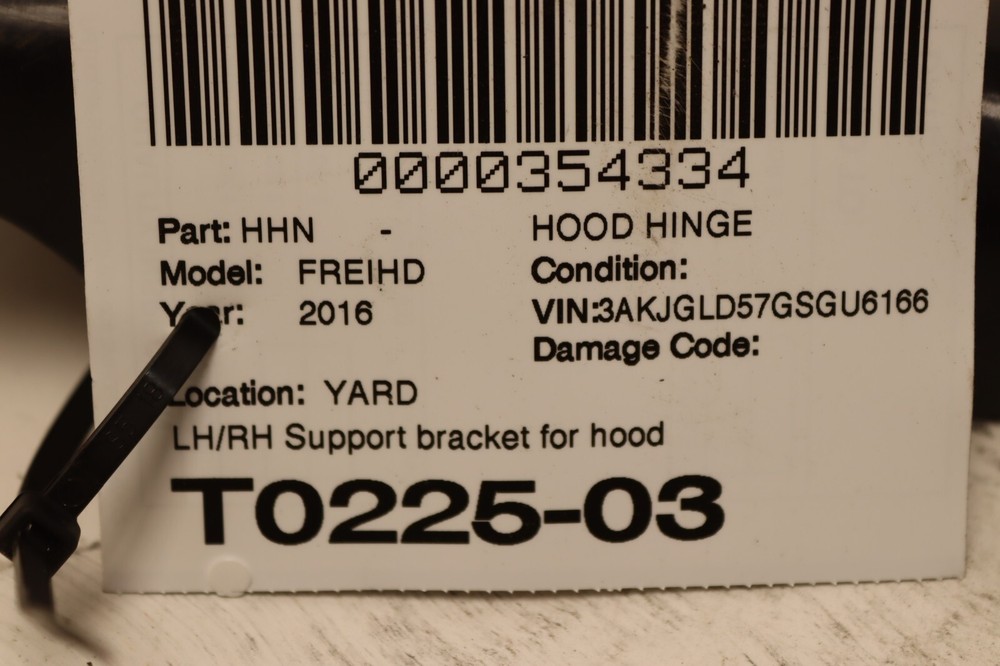 0000354334
Part: HHN - HOOD HINGE
Model: FREIHD Condition:
Year: 2016 VIN:3AKJGLD57GSGU6166
Damage Code:
Location: YARD
LH/RH Support bracket for hood
T0225-03